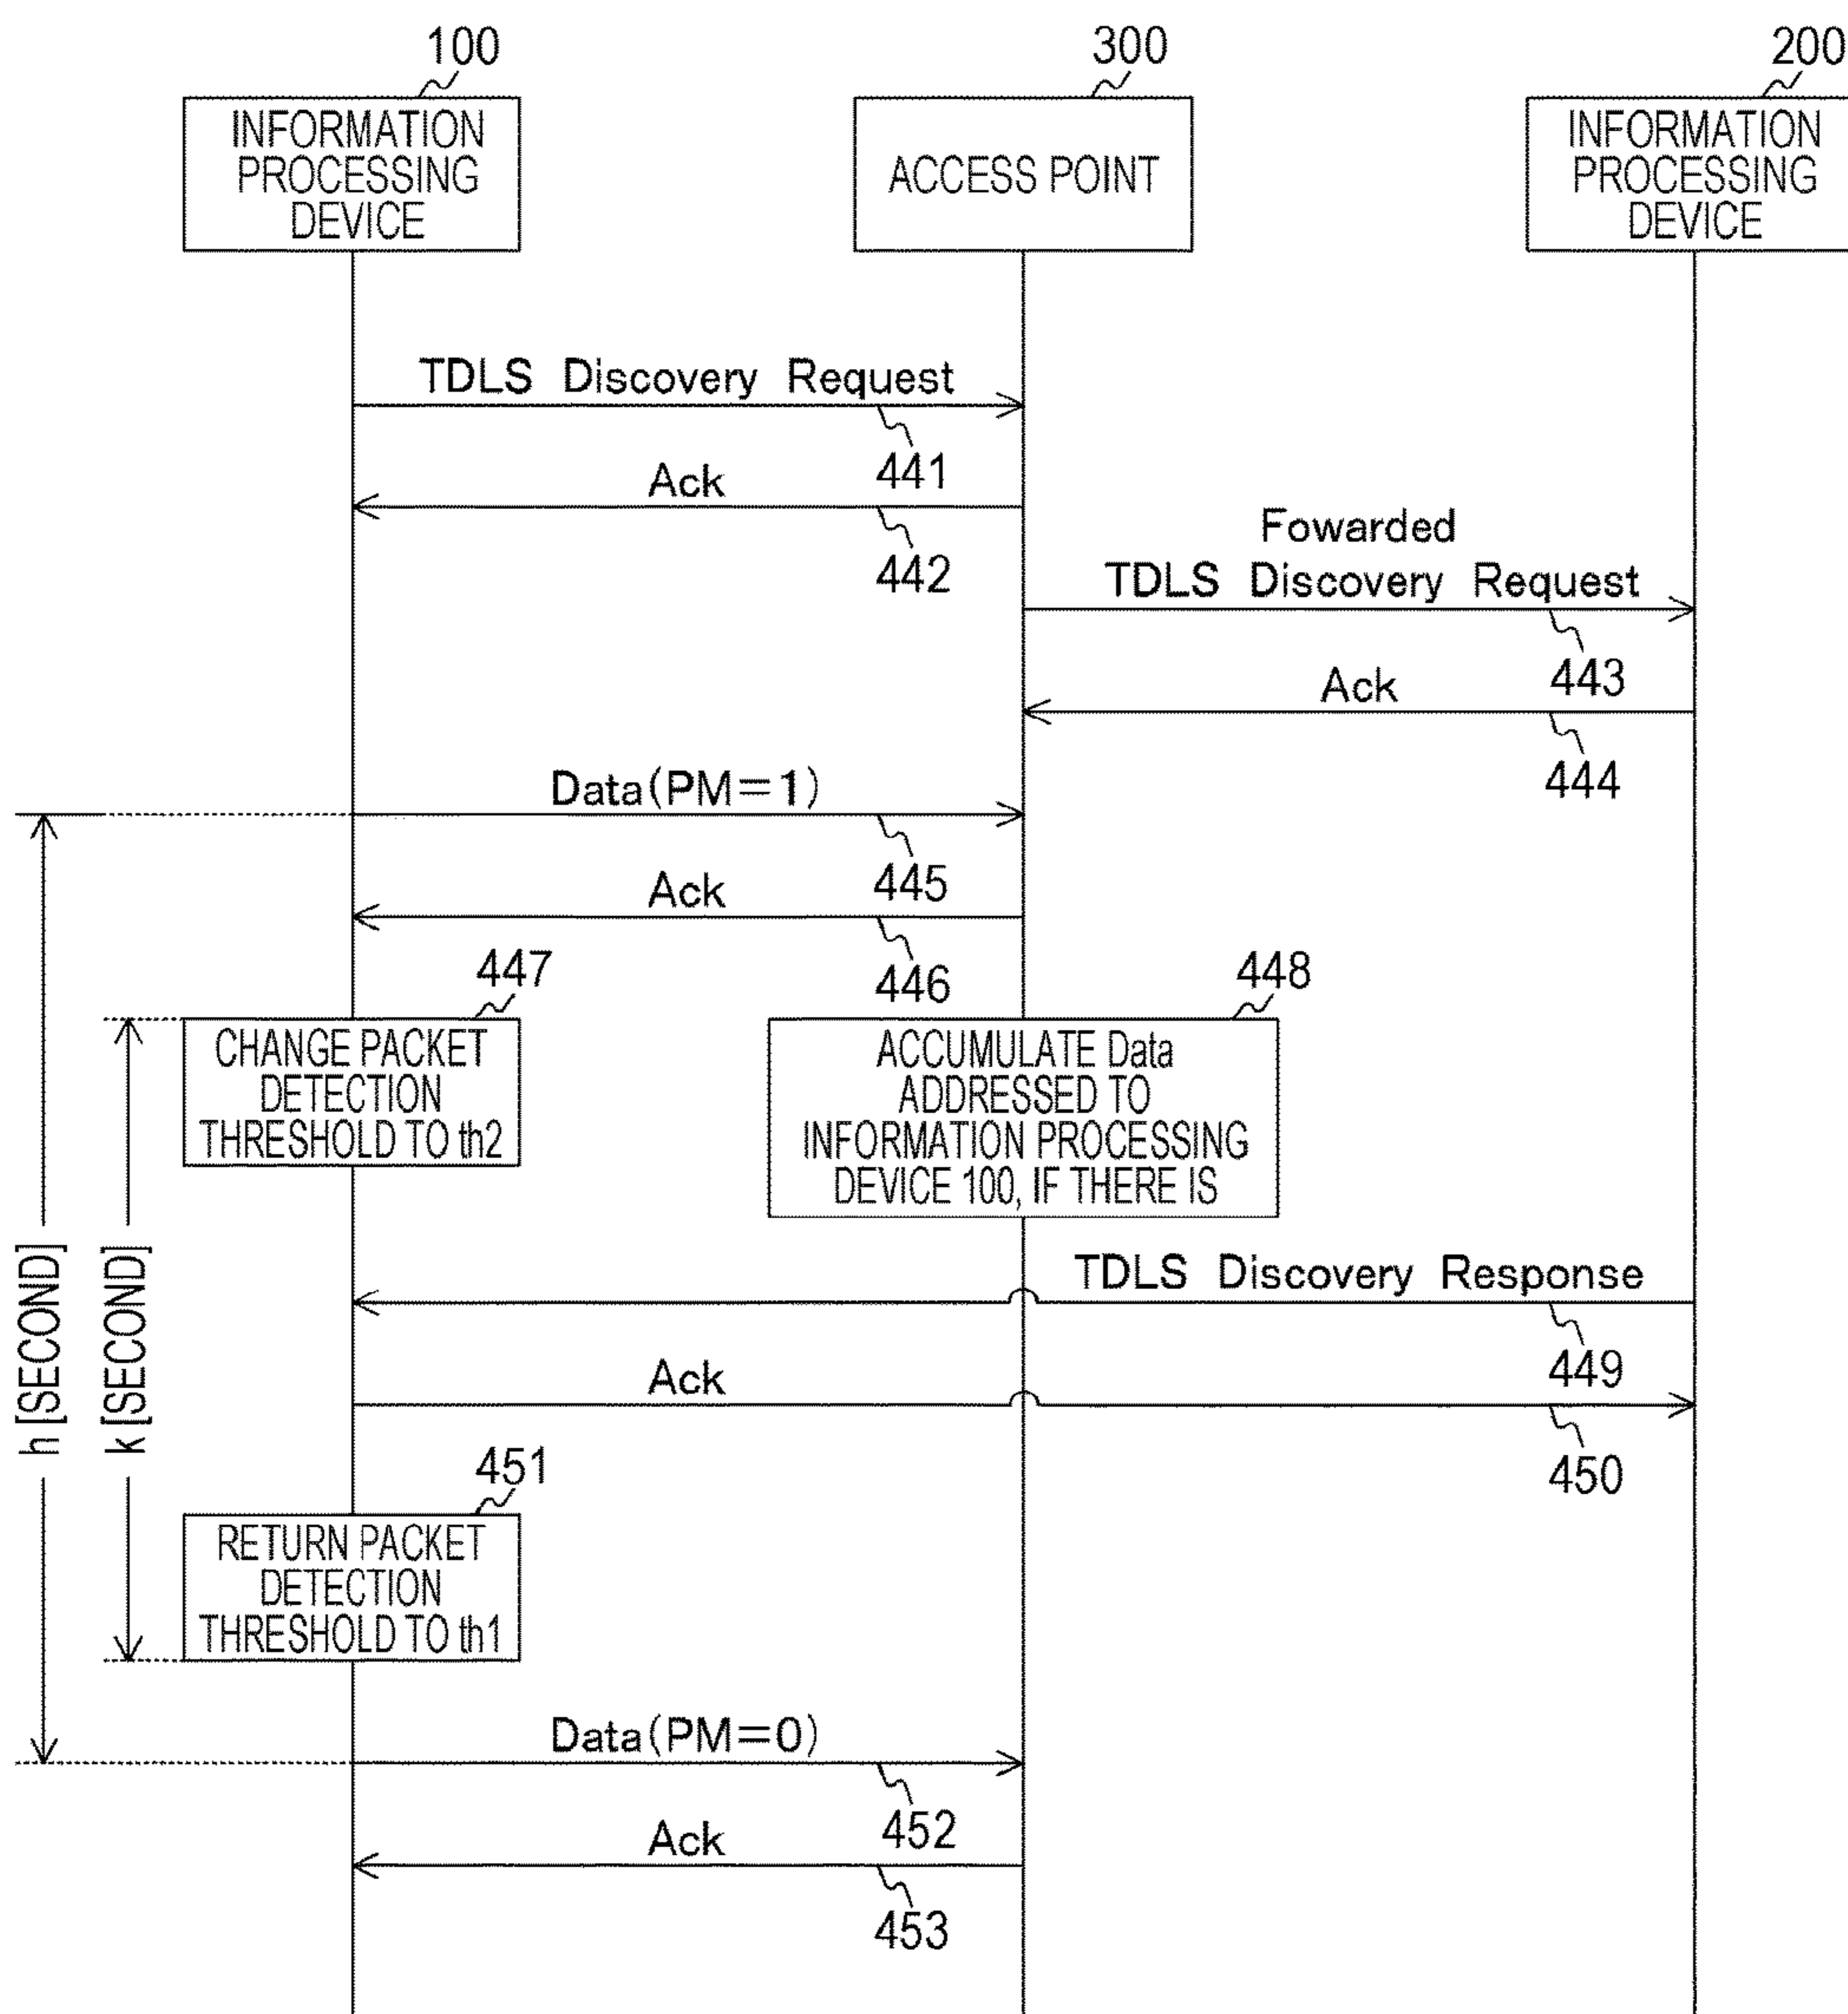 100
300
200
INFORMATION
PROCESSING
DEVICE
ACCESS POINT
INFORMATION
PROCESSING
DEVICE
TDLS Discovery Request
441
Ack
442
Fowarded
TDLS Discovery Request
443
Ack
444
Data(PM=1)
445
Ack
446
447
CHANGE PACKET
DETECTION
THRESHOLD TO th2
448
ACCUMULATE Data
ADDRESSED TO
INFORMATION PROCESSING
DEVICE 100, IF THERE IS
h [SECOND]
k [SECOND]
TDLS Discovery Response
449
Ack
450
451
RETURN PACKET
DETECTION
THRESHOLD TO th1
Data(PM=0)
452
Ack
453